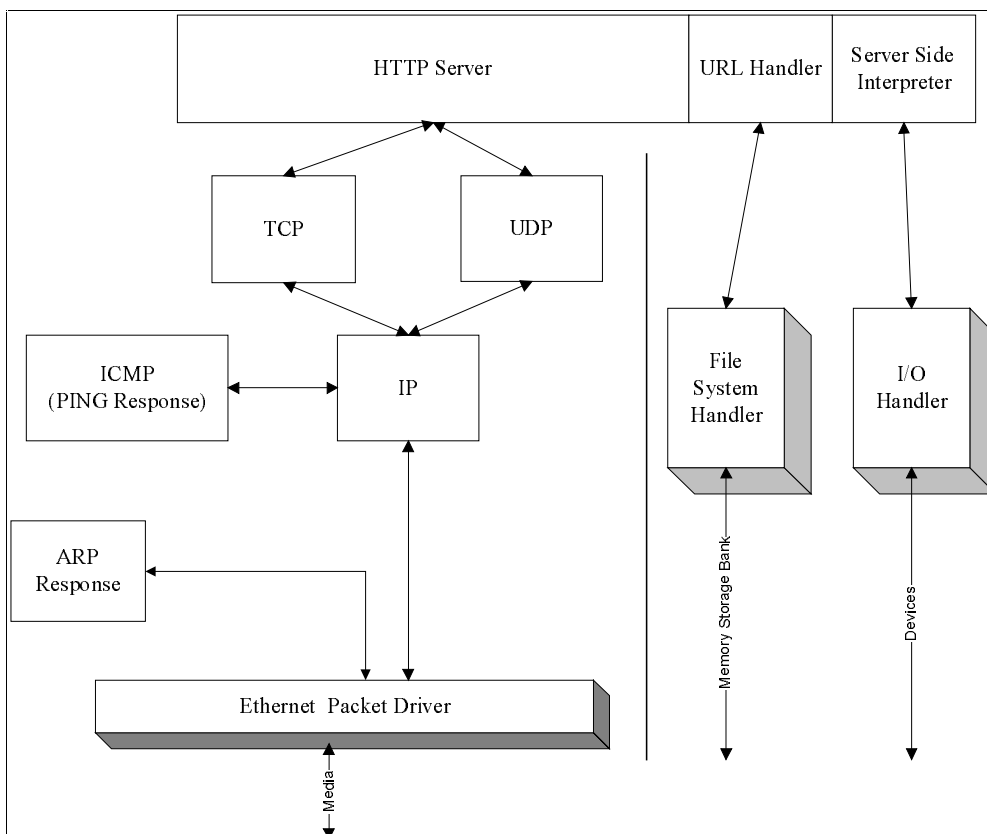 HTTP Server
URL Handler
Server Side
Interpreter
TCP
UDP
ICMP
(PING Response)
IP
File
System
Handler
I/O
Handler
ARP
Response
Memory Storage Bank
Devices
Ethernet Packet Driver
Media